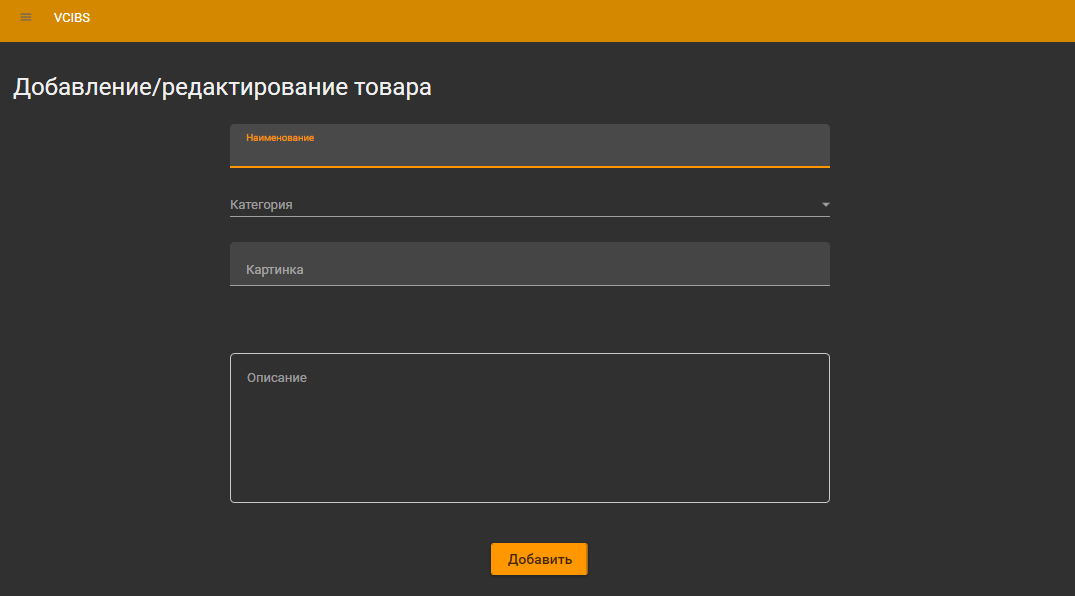 VCIBS
Добавление/редактирование товара
Наименование
Категория
Картинка
Описание
Добавить